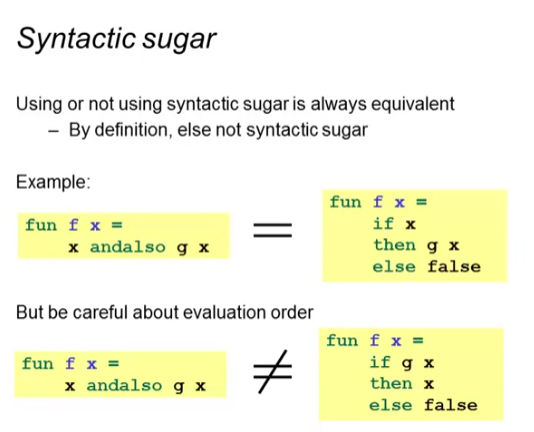 Syntactic sugar
Using or not using syntactic sugar is always equivalent
– By definition, else not syntactic sugar
Example:
fun f x =
x andalso g x
=
fun f x =
if x
then g x
else false
But be careful about evaluation order
fun f x =
x andalso g x
≠
fun f x =
if g x
then x
else false